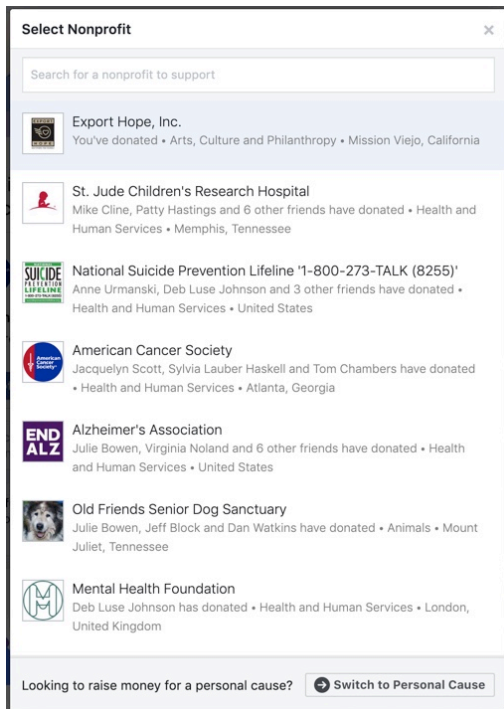 Select Nonprofit
Search for a nonprofit to support
EXPORT
HOPE
Export Hope, Inc.
You've donated • Arts, Culture and Philanthropy • Mission Viejo, California
St. Jude Children's Research Hospital
Mike Cline, Patty Hastings and 6 other friends have donated • Health and
Human Services • Memphis, Tennessee
SUICIDE
PREVENTION
LIFELINE
National Suicide Prevention Lifeline '1-800-273-TALK (8255)'
Anne Urmanski, Deb Luse Johnson and 3 other friends have donated •
Health and Human Services • United States
American
Cancer
Society
American Cancer Society
Jacquelyn Scott, Sylvia Lauber Haskell and Tom Chambers have donated
• Health and Human Services • Atlanta, Georgia
END
ALZ
Alzheimer's Association
Julie Bowen, Virginia Noland and 6 other friends have donated • Health
and Human Services • United States
Old Friends Senior Dog Sanctuary
Julie Bowen, Jeff Block and Dan Watkins have donated • Animals • Mount
Juliet, Tennessee
Mental Health Foundation
Deb Luse Johnson has donated • Health and Human Services • London,
United Kingdom
Looking to raise money for a personal cause? Switch to Personal Cause